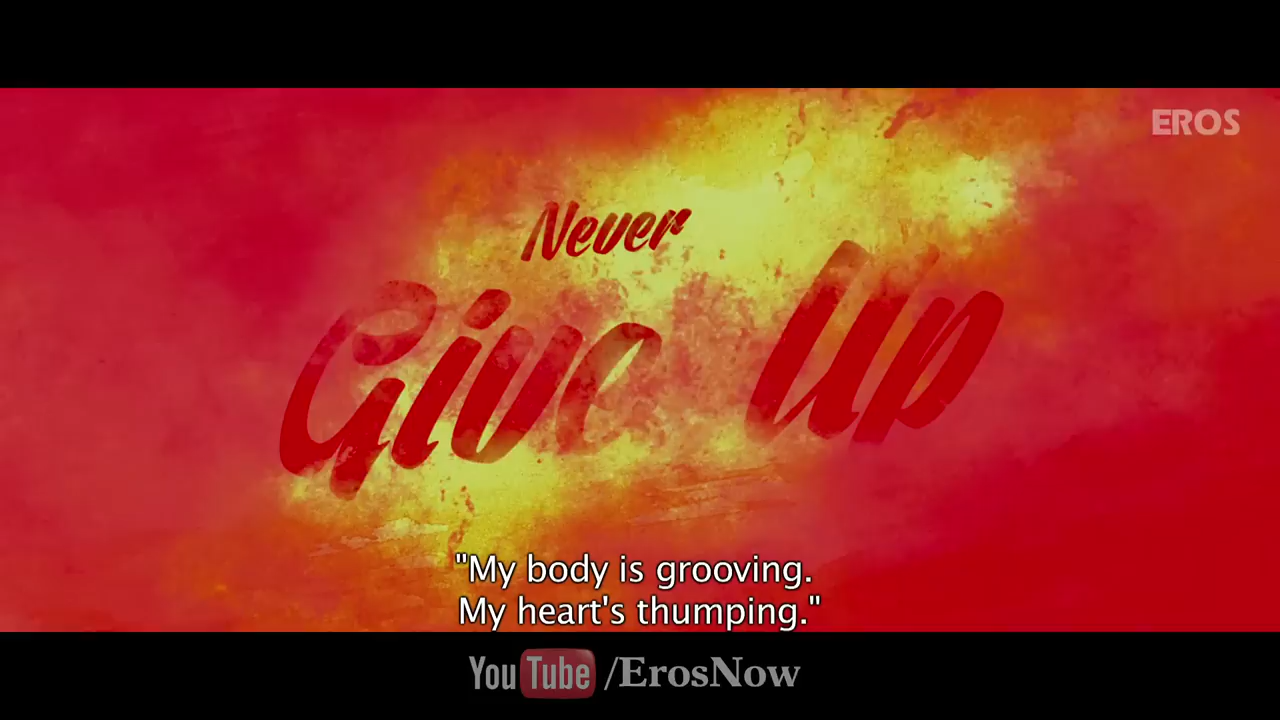 EROS
Never
Give Up
"My body is grooving.
My heart's thumping."
YouTube /ErosNow